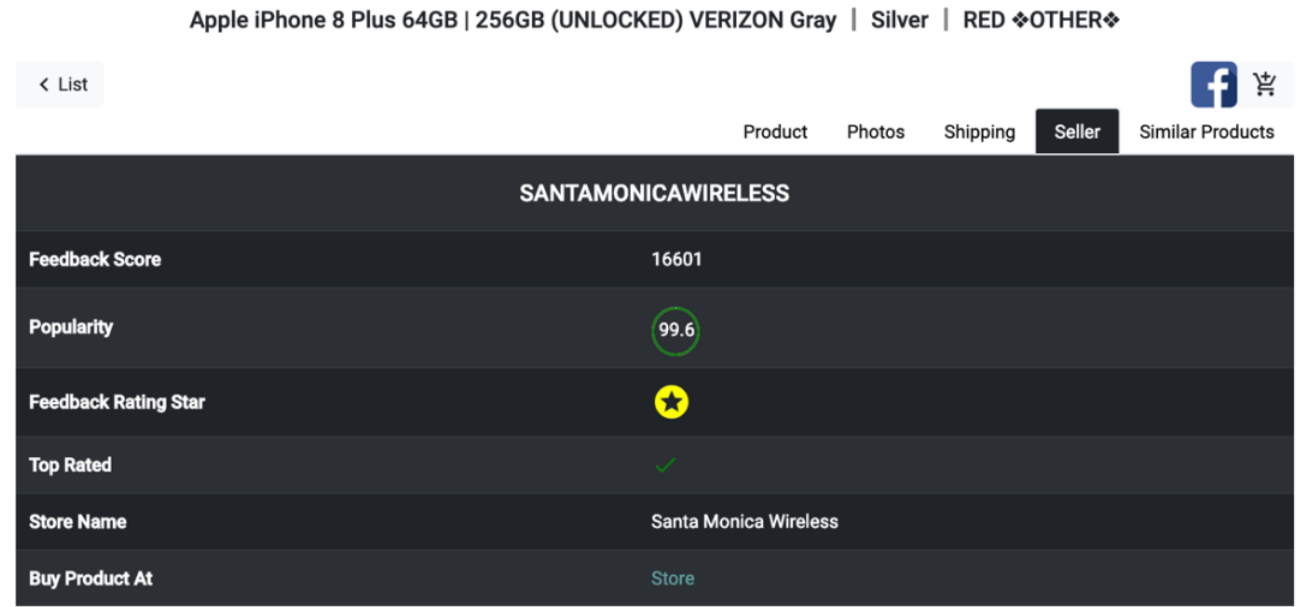 Apple iPhone 8 Plus 64GB | 256GB (UNLOCKED) VERIZON Gray ┃ Silver ┃ RED ❖OTHER❖
< List
Product Photos Shipping Seller Similar Products
SANTAMONICAWIRELESS
Feedback Score 16601
Popularity 99.6
Feedback Rating Star
Top Rated
Store Name Santa Monica Wireless
Buy Product At Store